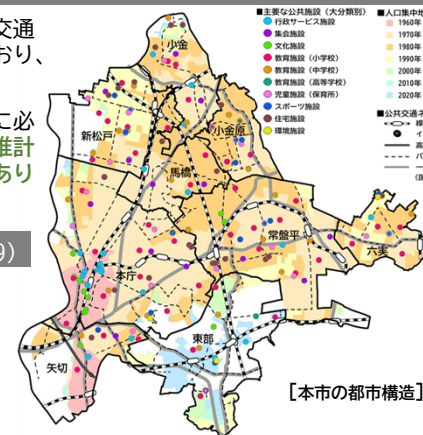 交通
おり、
に必
推計
あり
9)
■主要な公共施設（大分類別）
行政サービス施設
集会施設
文化施設
教育施設（小学校）
教育施設（中学校）
教育施設（高等学校）
児童施設（保育所）
スポーツ施設
住宅施設
環境施設
■人口集中地
1960年
1970年
1980年
1990年
2000年
2010年
2020年
■公共交通ネ
小金
新松戸
小金原
馬橋
常盤平
六実
本庁
東部
矢切
[本市の都市構造]